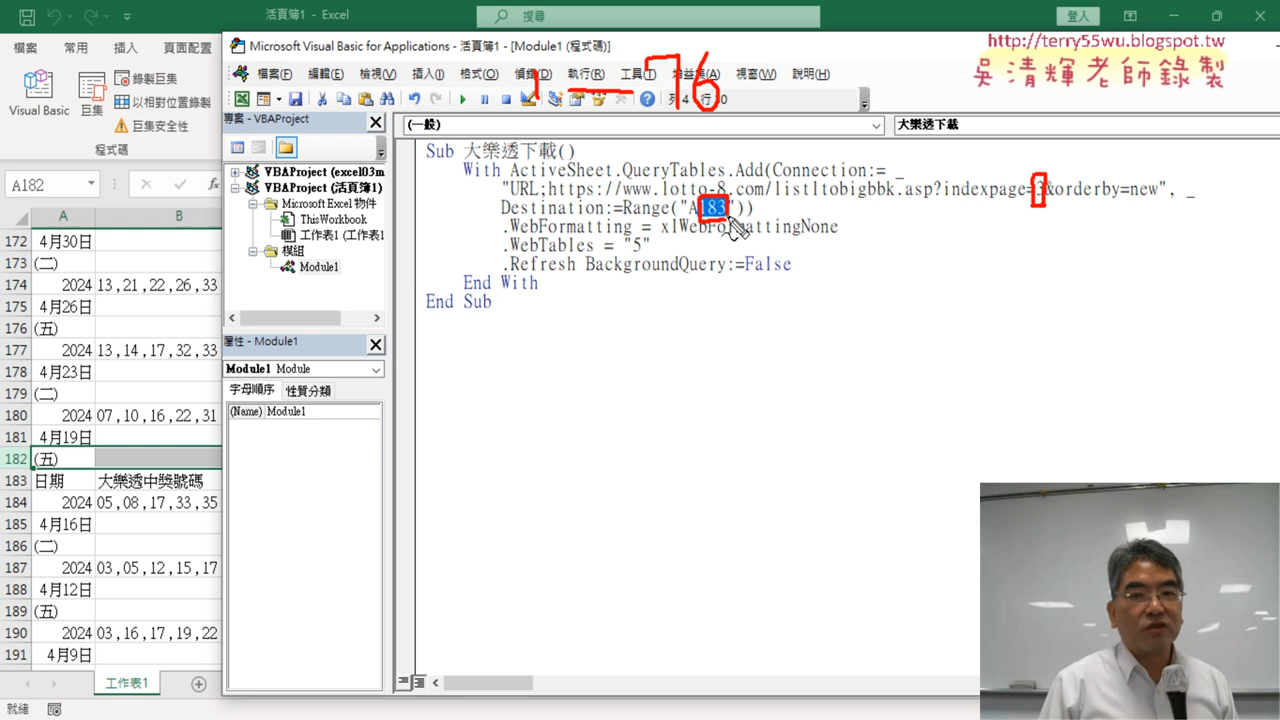 活頁簿1 - Excel
搜尋
登入
檔案
常用
插入
頁面配置
Visual Basic
巨集
錄製巨集
以相對位置錄製
巨集安全性
程式碼
A182
A
B
172 4月30日
173 (二)
174 2024 13,21,22,26,33
175 4月26日
176 (五)
177 2024 13,14,17,32,33
178 4月23日
179 (二)
180 2024 07,10,16,22,31
181 4月19日
182 (五)
183 日期 大樂透中獎號碼
184 2024 05,08,17,33,35
185 4月16日
186 (二)
187 2024 03,05,12,15,17
188 4月12日
189 (五)
190 2024 03,16,17,19,22
191 4月9日
工作表1
就緒
Microsoft Visual Basic for Applications - 活頁簿1 - [Module1 (程式碼)]
檔案(F) 編輯(E) 檢視(V) 插入(I) 格式(O) 偵錯(D) 執行(R) 工具(T) 增益集(A) 視窗(W) 說明(H)
1 76
專案 - VBAProject
VBAProject (excel03m
VBAProject (活頁簿1)
Microsoft Excel 物件
ThisWorkbook
工作表1 (工作表1
模組
Module1
屬性 - Module1
Module1 Module
字母順序 性質分類
(Name) Module1
(一般)
大樂透下載
Sub 大樂透下載()
With ActiveSheet.QueryTables.Add(Connection:= _
"URL;https://www.lotto-8.com/listltobigbbk.asp?indexpage=3&orderby=new", _
Destination:=Range("A183"))
.WebFormatting = xlWebFormattingNone
.WebTables = "5"
.Refresh BackgroundQuery:=False
End With
End Sub
http://terry55wu.blogspot.tw
吳清輝老師錄製